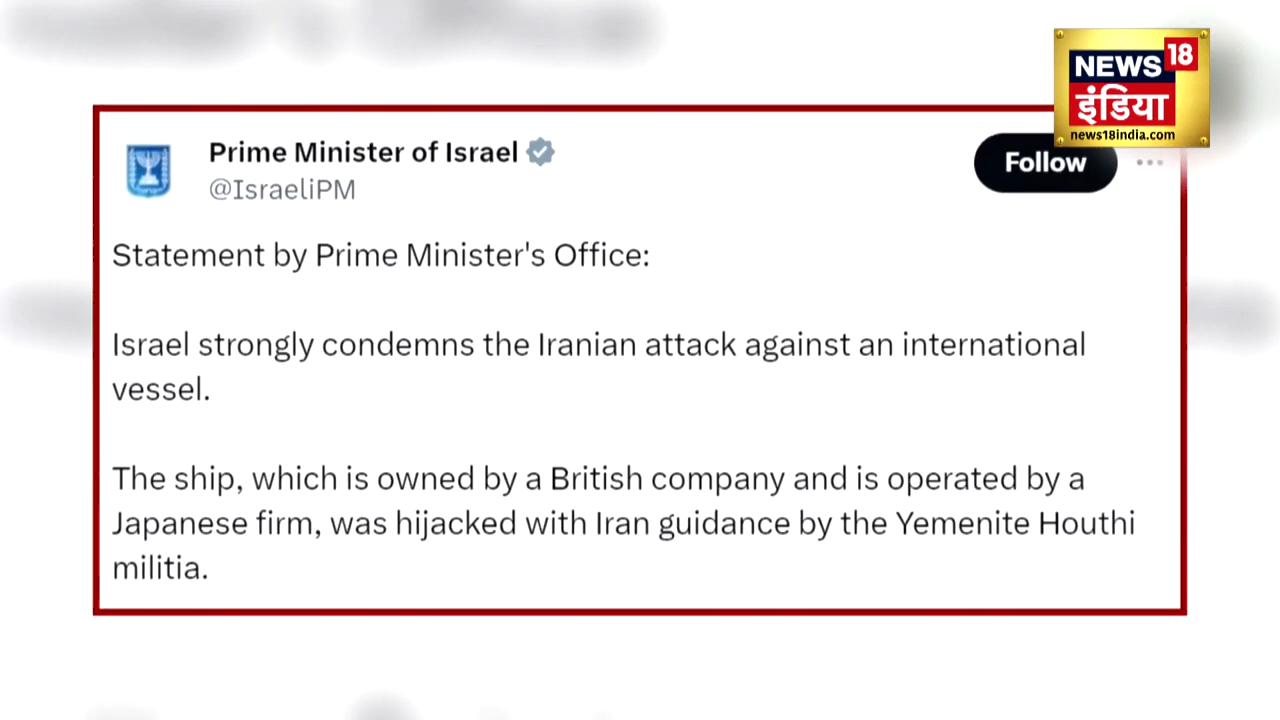 NEWS 18
इंडिया
news18india.com
Prime Minister of Israel
@IsraeliPM
Follow
Statement by Prime Minister's Office:
Israel strongly condemns the Iranian attack against an international
vessel.
The ship, which is owned by a British company and is operated by a
Japanese firm, was hijacked with Iran guidance by the Yemenite Houthi
militia.